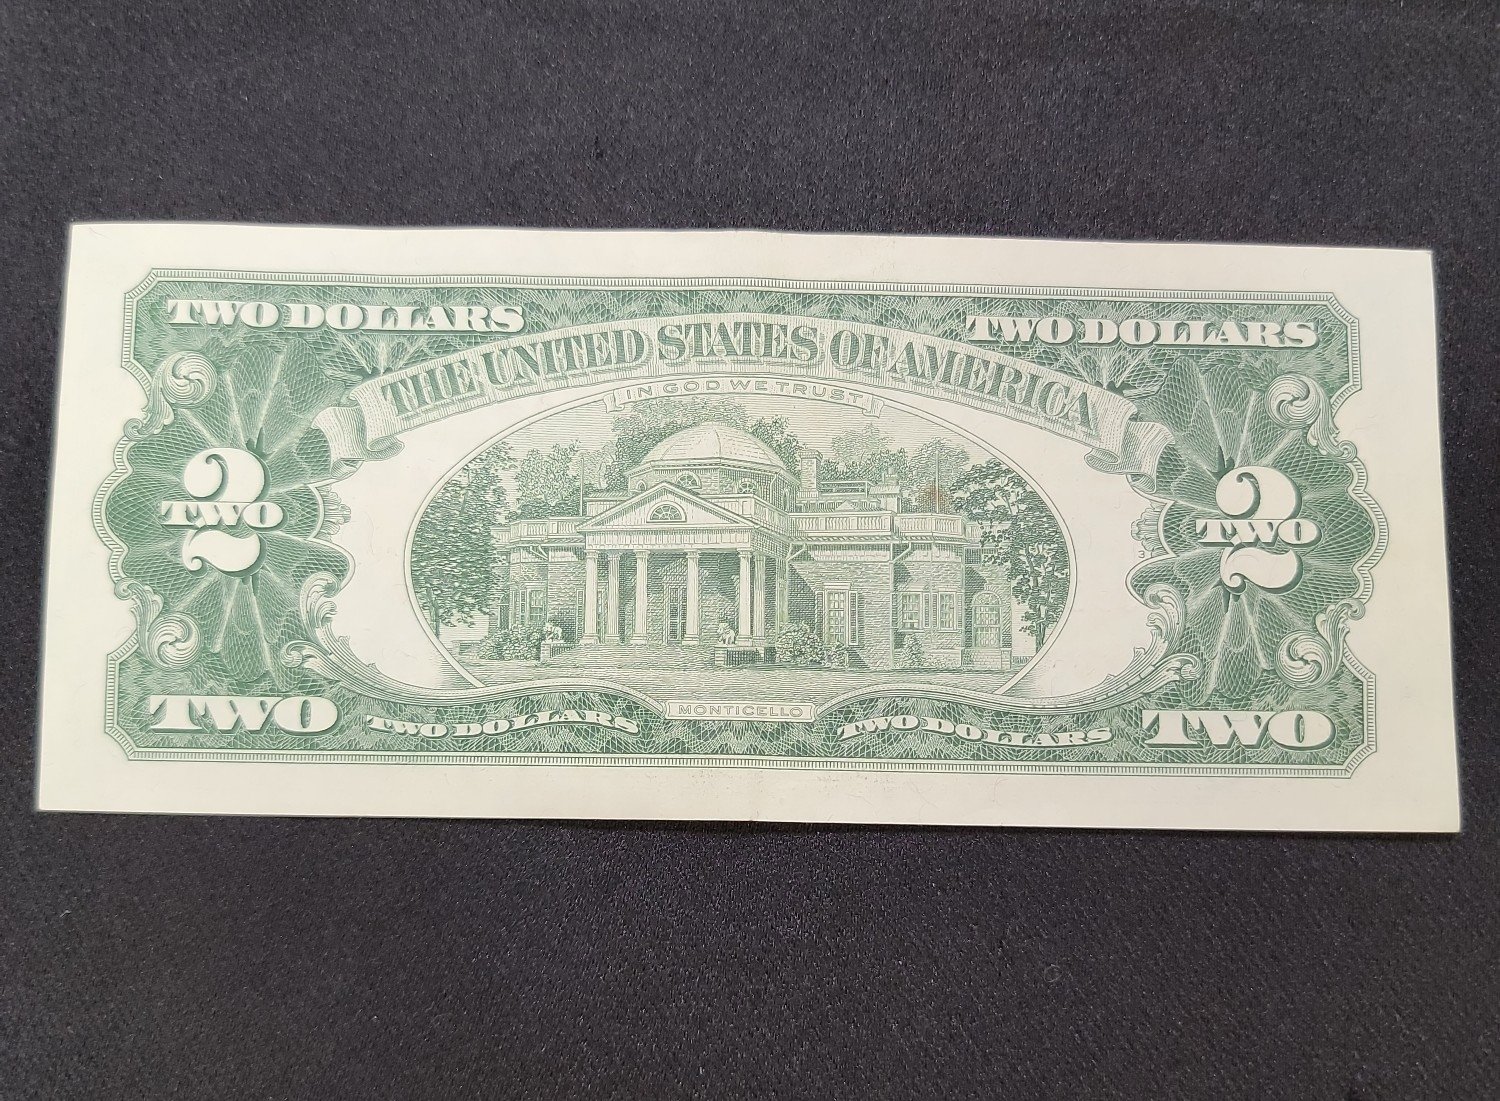 TWO DOLLARS TWO DOLLARS
THE UNITED STATES OF AMERICA
IN GOD WE TRUST
2 2
TWO TWO
3
MONTICELLO
TWO TWO DOLLARS TWO DOLLARS TWO